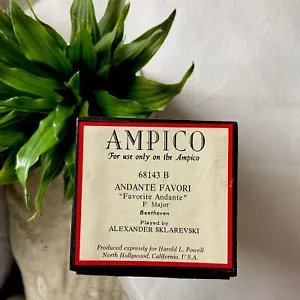 AMPICO
For use only on the Ampico
68143 B
ANDANTE FAVORI
"Favorite Andante"
F. Major
Beethoven
Played by
ALEXANDER SKLAREVSKI
Produced expressly for Harold L. Powell
North Hollywood, California, U.S.A.